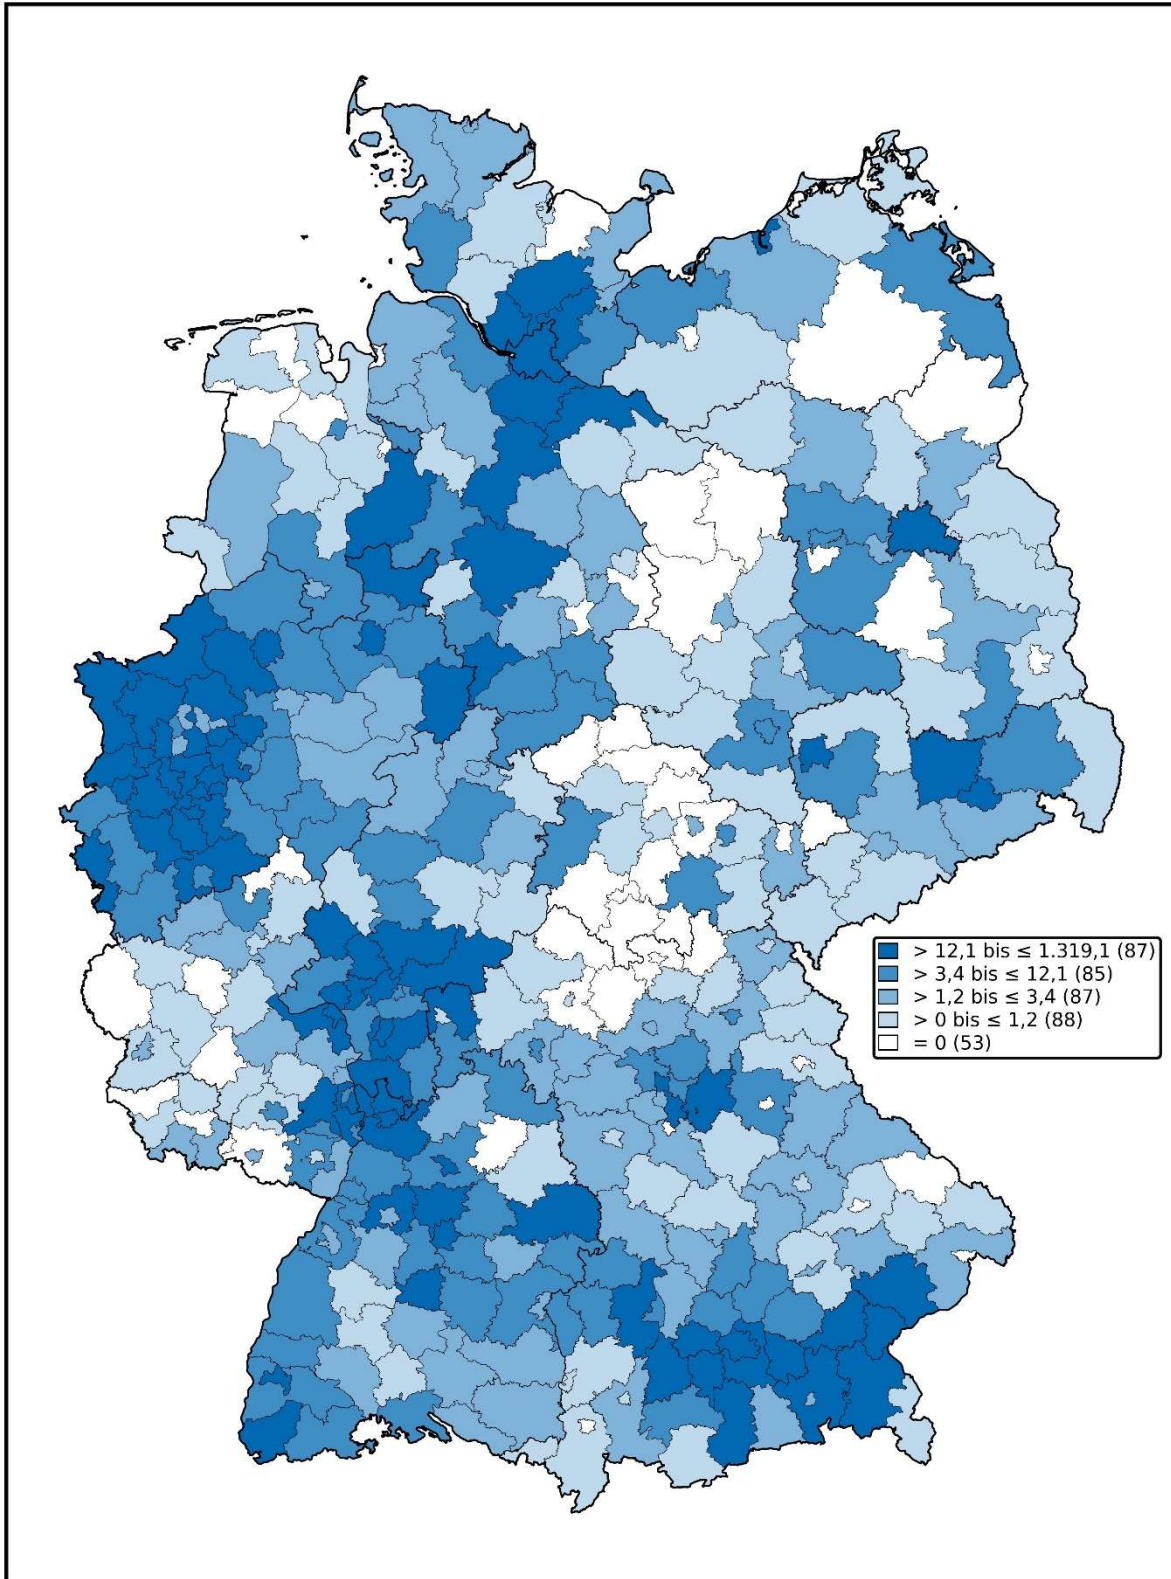 > 12,1 bis ≤ 1.319,1 (87)
> 3,4 bis ≤ 12,1 (85)
> 1,2 bis ≤ 3,4 (87)
> 0 bis ≤ 1,2 (88)
= 0 (53)